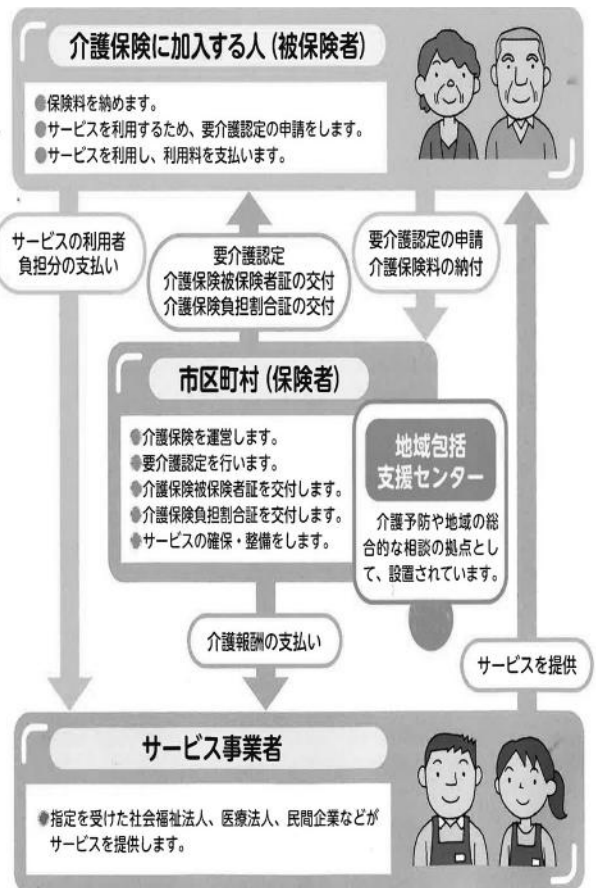 介護保険に加入する人（被保険者）
●保険料を納めます。
●サービスを利用するため、要介護認定の申請をします。
●サービスを利用し、利用料を支払います。
サービスの利用者
負担分の支払い
要介護認定
介護保険被保険者証の交付
介護保険負担割合証の交付
要介護認定の申請
介護保険料の納付
市区町村（保険者）
●介護保険を運営します。
●要介護認定を行います。
●介護保険被保険者証を交付します。
●介護保険負担割合証を交付します。
●サービスの確保・整備をします。
地域包括
支援センター
介護予防や地域の総
合的な相談の拠点とし
て、設置されています。
介護報酬の支払い
サービスを提供
サービス事業者
●指定を受けた社会福祉法人、医療法人、民間企業などが
サービスを提供します。